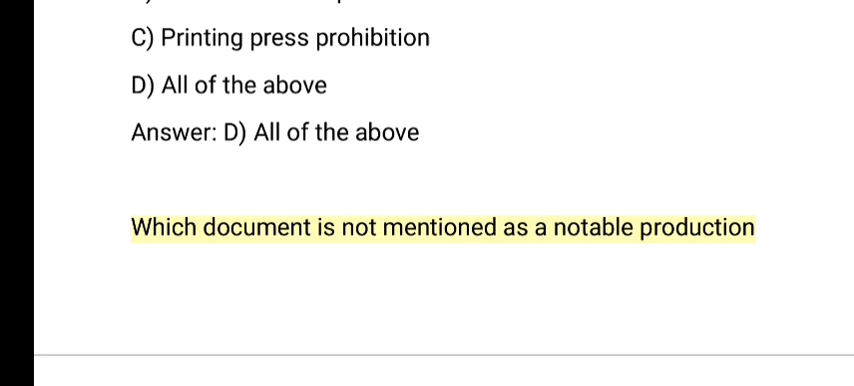 C) Printing press prohibition
D) All of the above
Answer: D) All of the above
Which document is not mentioned as a notable production